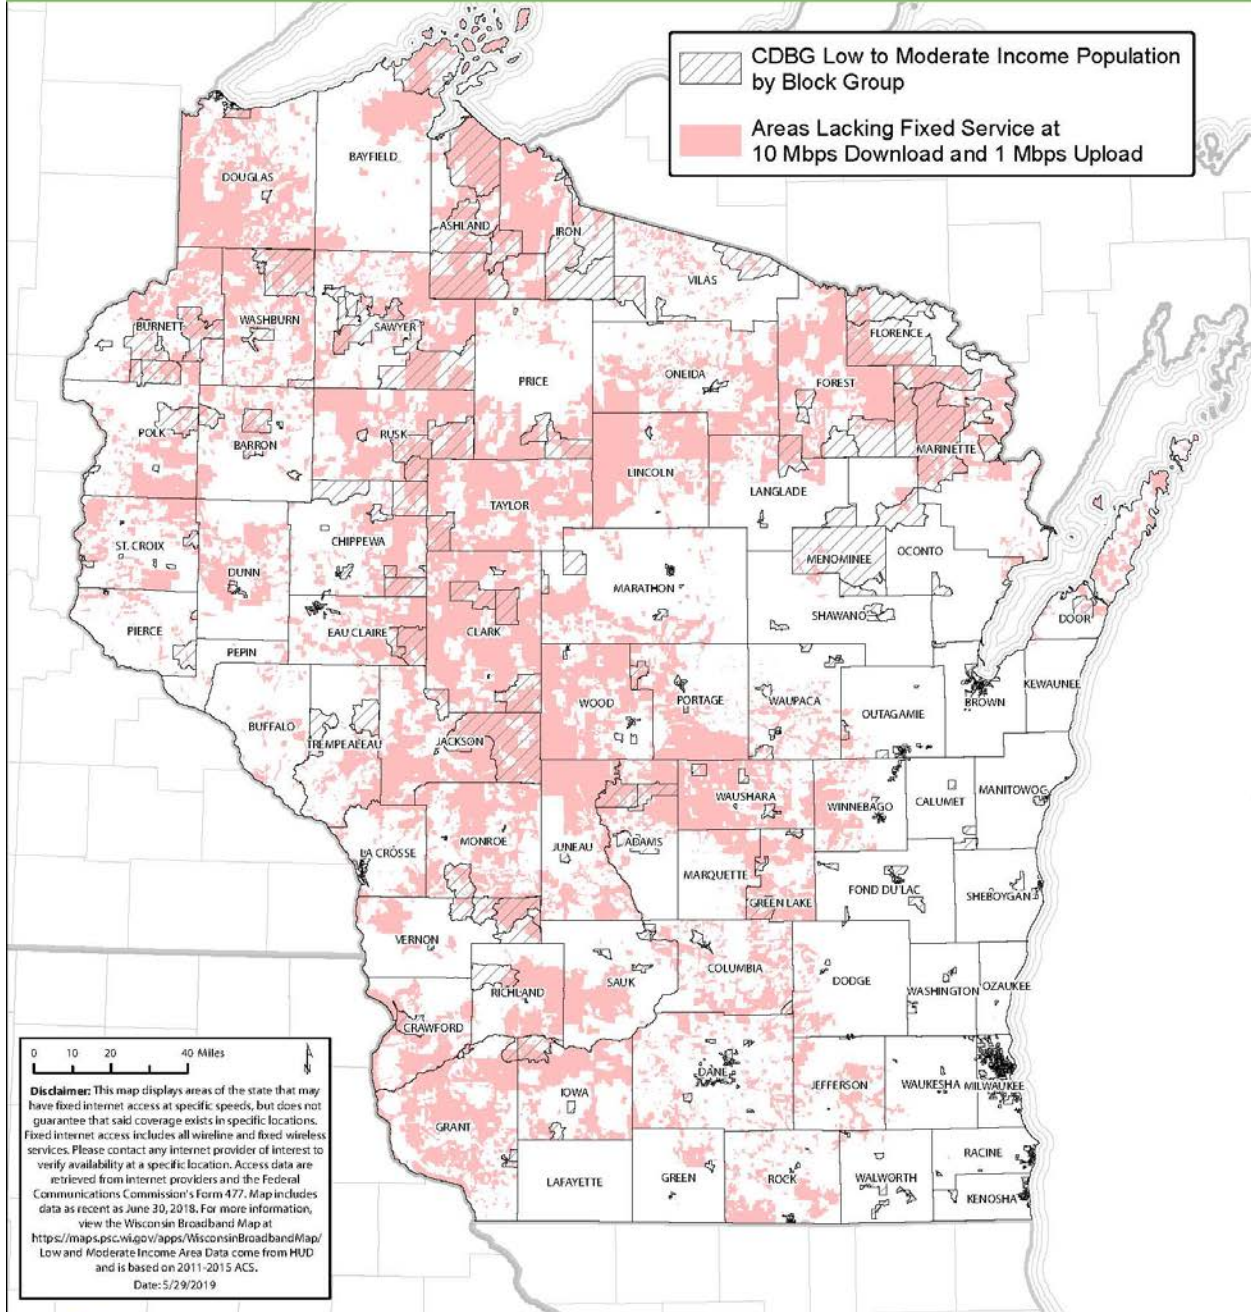 CDBG Low to Moderate Income Population
by Block Group
Areas Lacking Fixed Service at
10 Mbps Download and 1 Mbps Upload
BAYFIELD
DOUGLAS
ASHLAND
IRON
VILAS
BURNETT
WASHBURN
SAWYER
FLORENCE
PRICE
ONEIDA
FOREST
POLK
BARRON
RUSK
MARINETTE
LINCOLN
LANGLADE
TAYLOR
ST. CROIX
CHIPPEWA
DUNN
MENOMINEE
OCONTO
MARATHON
SHAWANO
DOOR
PIERCE
EAU CLAIRE
CLARK
PEPIN
KEWAUNEE
BROWN
WOOD
PORTAGE
WAUPACA
OUTAGAMIE
BUFFALO
TREMPEALEAU
JACKSON
MANITOWOC
WAUSHARA
WINNEBAGO
CALUMET
LA CROSSE
MONROE
JUNEAU
ADAMS
MARQUETTE
FOND DU LAC
SHEBOYGAN
GREEN LAKE
VERNON
COLUMBIA
DODGE
SAUK
RICHLAND
WASHINGTON
OZAUKEE
CRAWFORD
DANE
JEFFERSON
WAUKESHA
MILWAUKEE
IOWA
GRANT
RACINE
LAFAYETTE
GREEN
ROCK
WALWORTH
KENOSHA
0 10 20 40 Miles
Disclaimer: This map displays areas of the state that may
have fixed internet access at specific speeds, but does not
guarantee that said coverage exists in specific locations.
Fixed internet access includes all wireline and fixed wireless
services. Please contact any internet provider of interest to
verify availability at a specific location. Access data are
retrieved from internet providers and the Federal
Communications Commission's Form 477. Map includes
data as recent as June 30, 2018. For more information,
view the Wisconsin Broadband Map at
https://maps.psc.wi.gov/apps/WisconsinBroadbandMap/
Low and Moderate Income Area Data come from HUD
and is based on 2011-2015 ACS.
Date: 5/29/2019